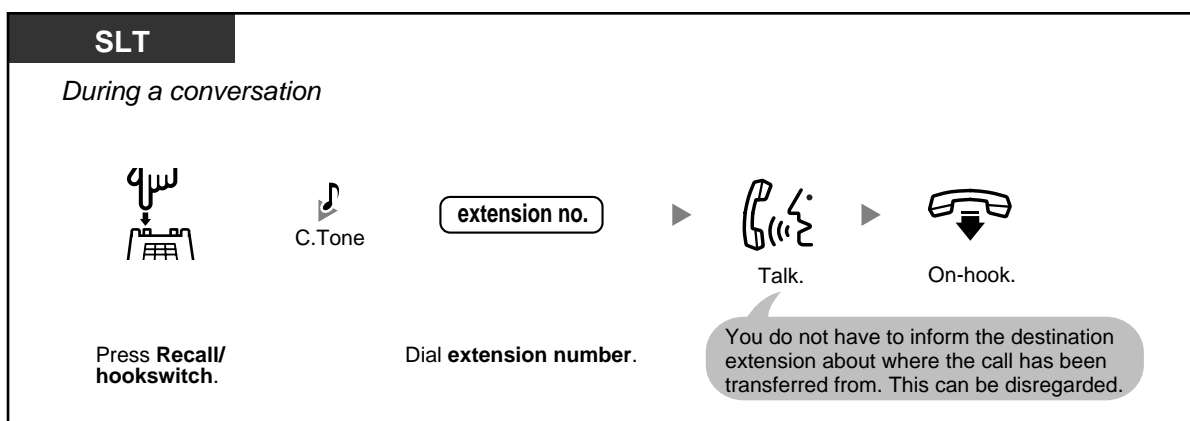 SLT
During a conversation
C.Tone
extension no.
Talk.
On-hook.
Press Recall/
hookswitch.
Dial extension number.
You do not have to inform the destination
extension about where the call has been
transferred from. This can be disregarded.